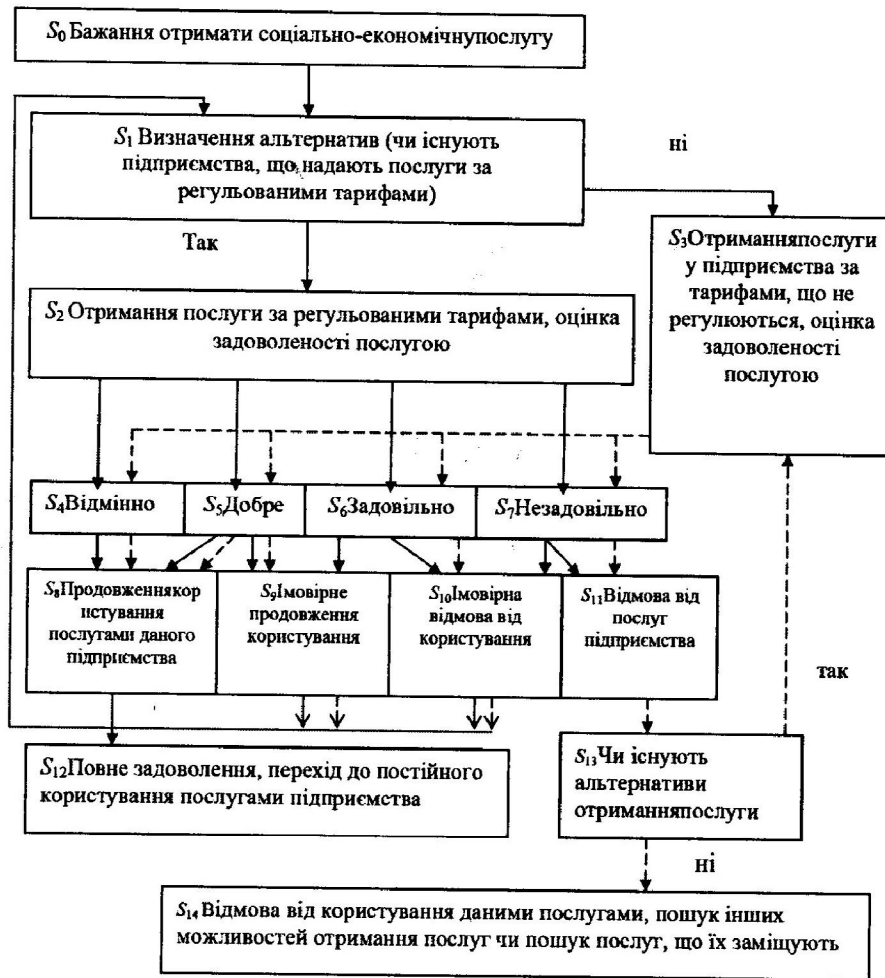 S0 Бажання отримати соціально-економічнупослугу
S1 Визначення альтернатив (чи існують
підприємства, що надають послуги за
регульованими тарифами)
ні
Так
S3Отриманняпослуги
у підприємства за
тарифами, що не
регулюються, оцінка
задоволеності
послугою
S2 Отримання послуги за регульованими тарифами, оцінка
задоволеності послугою
S4Відмінно
S5Добре
S6Задовільно
S7Незадовільно
S8Продовженнякор
истування
послугами даного
підприємства
S9Імовірне
продовження
користування
S10Імовірна
відмова від
користування
S11Відмова від
послуг
підприємства
так
S12Повне задоволення, перехід до постійного
користування послугами підприємства
S13Чи існують
альтернативи
отриманняпослуги
ні
S14 Відмова від користування даними послугами, пошук інших
можливостей отримання послуг чи пошук послуг, що їх заміщують